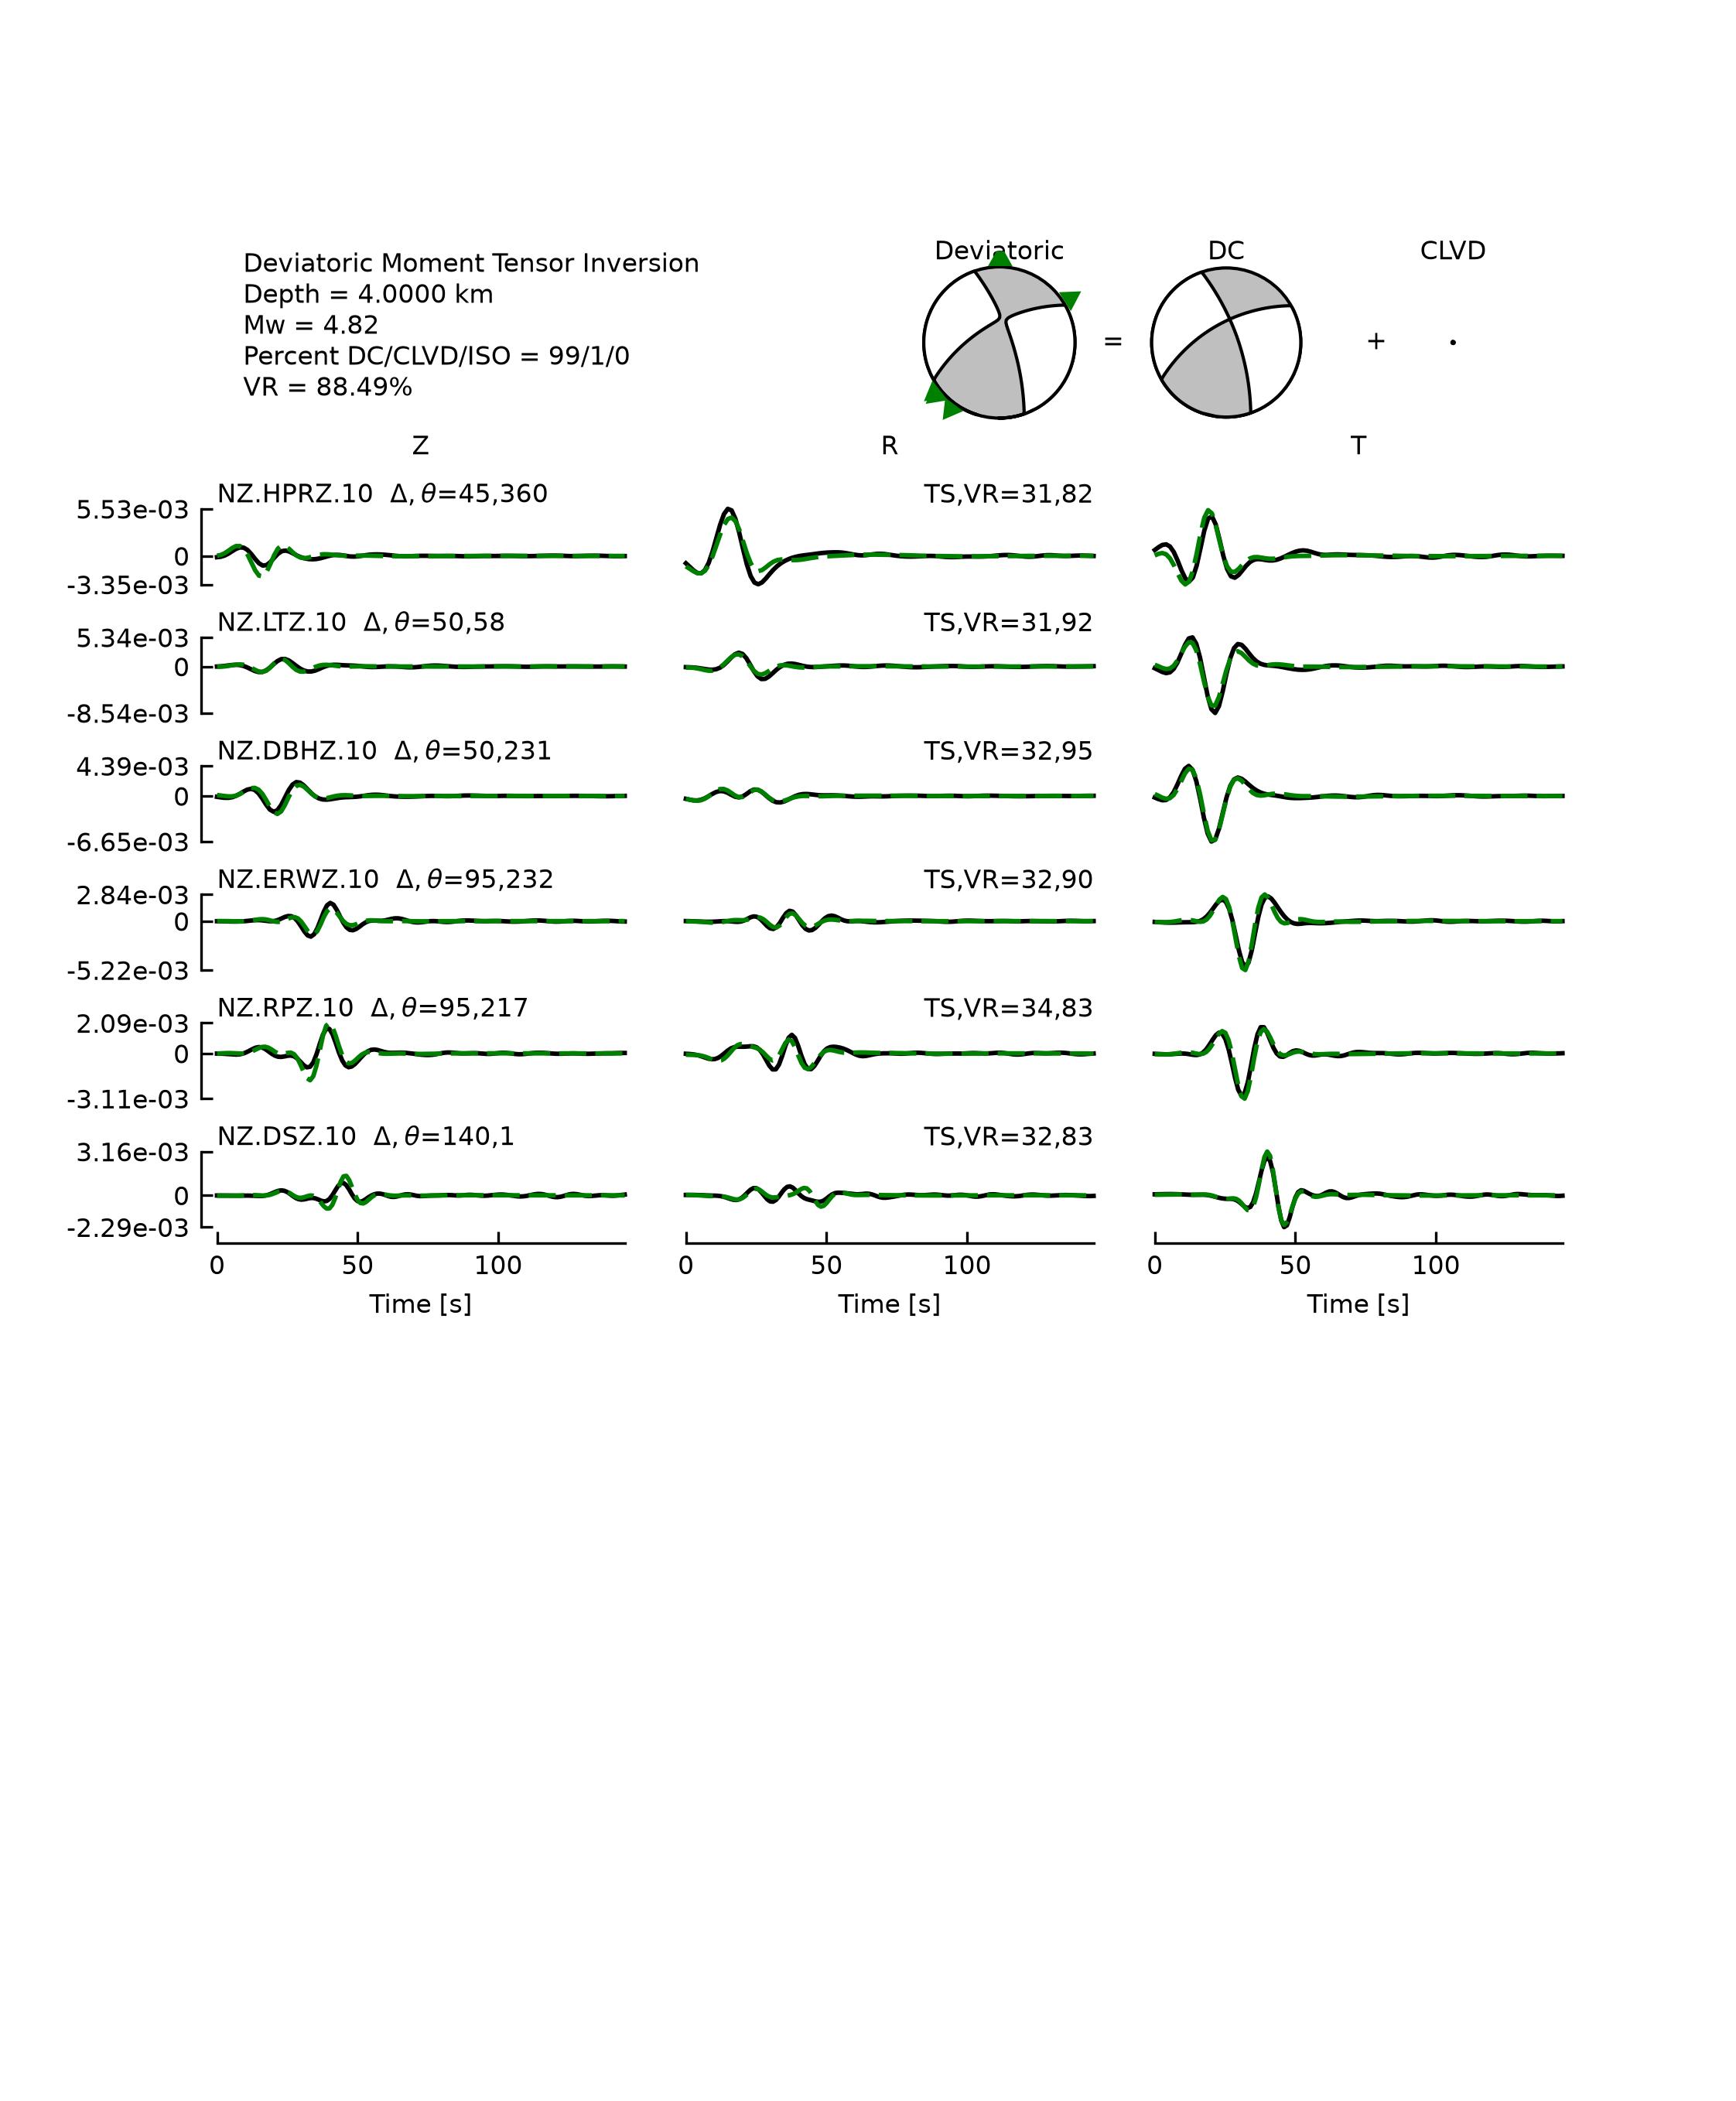 Deviatoric Moment Tensor Inversion
Depth = 4.0000 km
Mw = 4.82
Percent DC/CLVD/ISO = 99/1/0
VR = 88.49%
Deviatoric = DC + CLVD
Z R T
NZ.HPRZ.10 Δ,θ=45,360 TS,VR=31,82
5.53e-03
0
-3.35e-03
NZ.LTZ.10 Δ,θ=50,58 TS,VR=31,92
5.34e-03
0
-8.54e-03
NZ.DBHZ.10 Δ,θ=50,231 TS,VR=32,95
4.39e-03
0
-6.65e-03
NZ.ERWZ.10 Δ,θ=95,232 TS,VR=32,90
2.84e-03
0
-5.22e-03
NZ.RPZ.10 Δ,θ=95,217 TS,VR=34,83
2.09e-03
0
-3.11e-03
NZ.DSZ.10 Δ,θ=140,1 TS,VR=32,83
3.16e-03
0
-2.29e-03
0 50 100 0 50 100 0 50 100
Time [s] Time [s] Time [s]